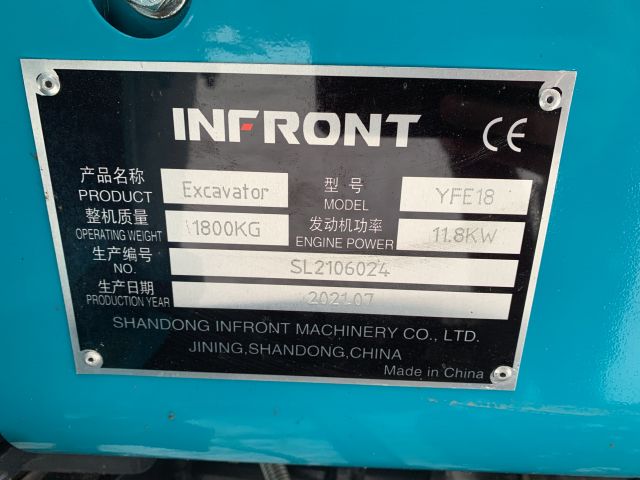 INFRONT CE
产品名称 Excavator 型号 YFE18
PRODUCT MODEL
整机质量 1800KG 发动机功率 11.8KW
OPERATING WEIGHT ENGINE POWER
生产编号 SL2106024
NO.
生产日期 202107
PRODUCTION YEAR
SHANDONG INFRONT MACHINERY CO., LTD.
JINING,SHANDONG,CHINA
Made in China